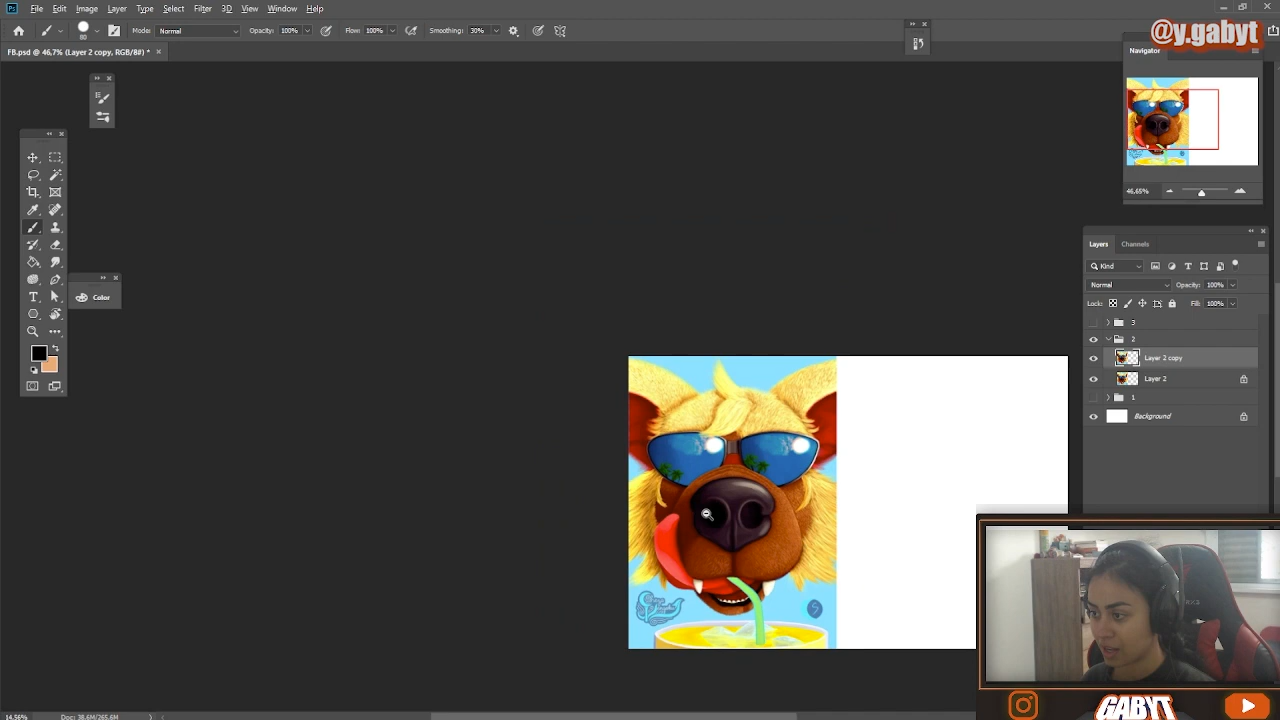 File Edit Image Layer Type Select Filter 3D View Window Help
Mode: Normal Opacity: 100% Flow: 100% Smoothing: 30%
@y.gabyt
FB.psd @ 46,7% (Layer 2 copy, RGB/8#) *
80
Navigator
46.65%
Color
T
Layers Channels
Kind
Normal Opacity: 100%
Lock: Fill: 100%
3
2
Layer 2 copy
Layer 2
1
Background
14,56% Doc: 38,6M/265,6M
GABYT